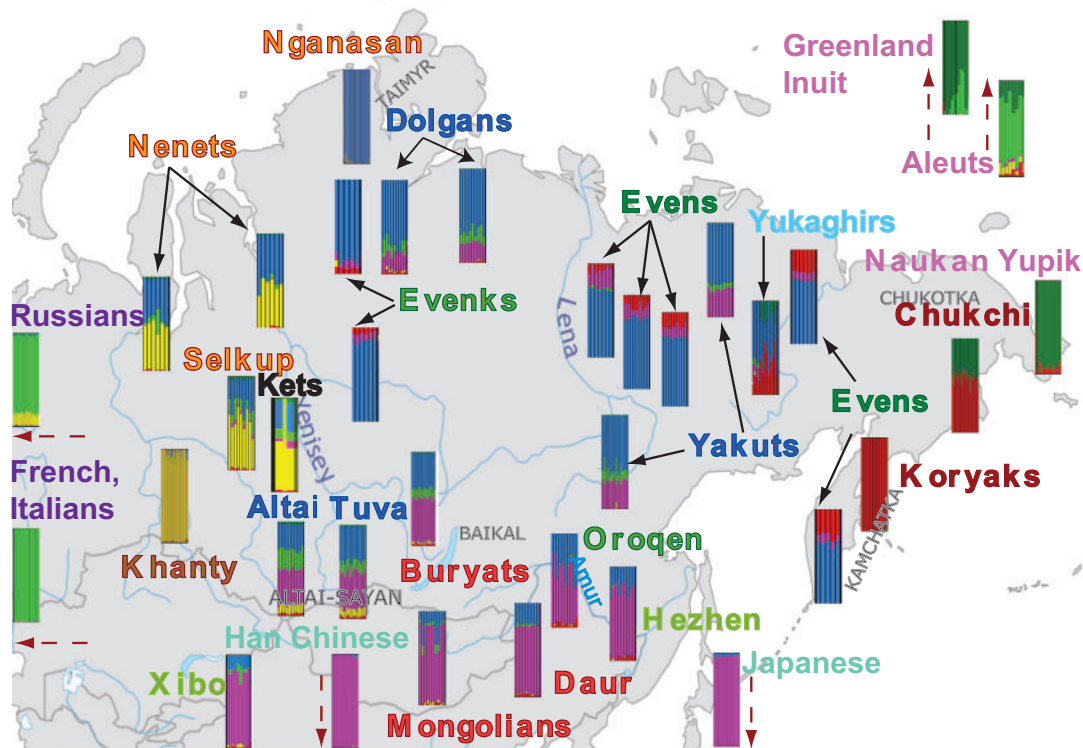 Nganasan
TAIMYR
Greenland
Inuit
Dolgans
Nenets
Aleuts
Evens
Yukaghirs
Naukan Yupik
CHUKOTKA
Chukchi
Evenks
Lena
Russians
Selkup
Kets
Yenisey
Evens
Yakuts
French,
Italians
Koryaks
KAMCHATKA
Altai Tuva
BAIKAL
Oroqen
Khanty
Buryats
Amur
ALTAI-SAYAN
Hezhen
Han Chinese
Japanese
Xibo
Daur
Mongolians